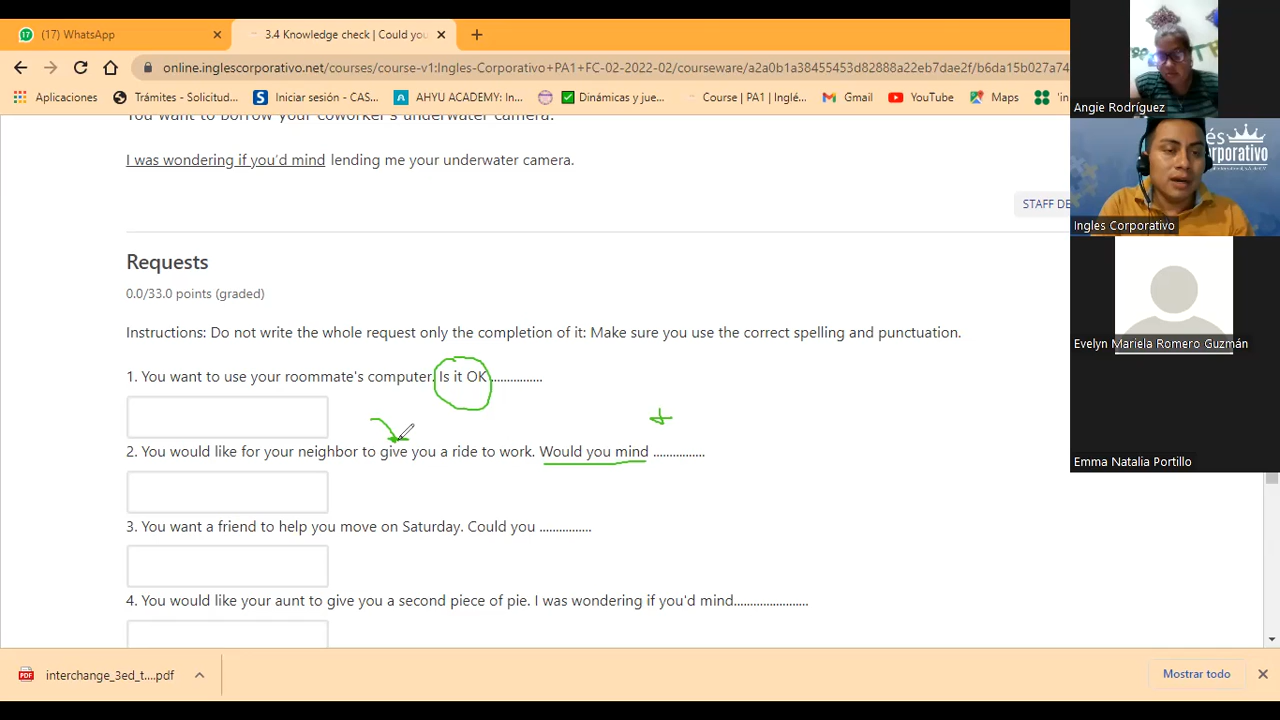 (17) WhatsApp
3.4 Knowledge check | Could you
online.inglescorporativo.net/courses/course-v1:Ingles-Corporativo+PA1+FC-02-2022-02/courseware/a2a0b1a38455453d82888a22eb7dae2f/b6da15b027a74
Aplicaciones
Trámites - Solicitud...
Iniciar sesión - CAS...
AHYU ACADEMY: In...
Dinámicas y jue...
Course | PA1 | Inglé...
Gmail
YouTube
Maps
You want to borrow your coworker's underwater camera.
I was wondering if you'd mind lending me your underwater camera.
STAFF DE
Requests
0.0/33.0 points (graded)
Instructions: Do not write the whole request only the completion of it: Make sure you use the correct spelling and punctuation.
1. You want to use your roommate's computer. Is it OK ...............
2. You would like for your neighbor to give you a ride to work. Would you mind ...............
3. You want a friend to help you move on Saturday. Could you ...............
4. You would like your aunt to give you a second piece of pie. I was wondering if you'd mind......................
interchange_3ed_t....pdf
Mostrar todo
Angie Rodríguez
és
orporativo
Ingles Corporativo
Evelyn Mariela Romero Guzmán
Emma Natalia Portillo